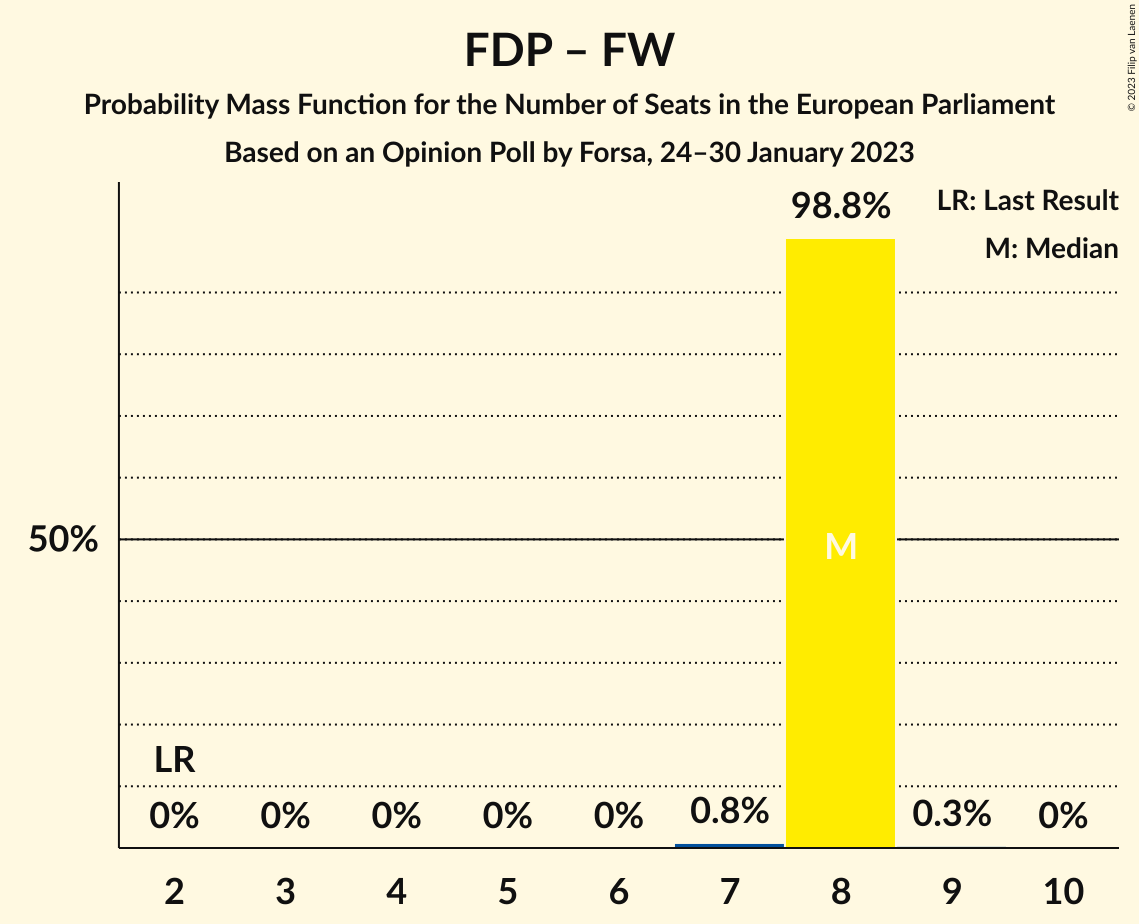 FDP – FW
Probability Mass Function for the Number of Seats in the European Parliament
Based on an Opinion Poll by Forsa, 24–30 January 2023
© 2023 Filip van Laenen
LR: Last Result
M: Median
98.8%
50%
M
LR
0% 0% 0% 0% 0% 0.8% 0.3% 0%
2 3 4 5 6 7 8 9 10